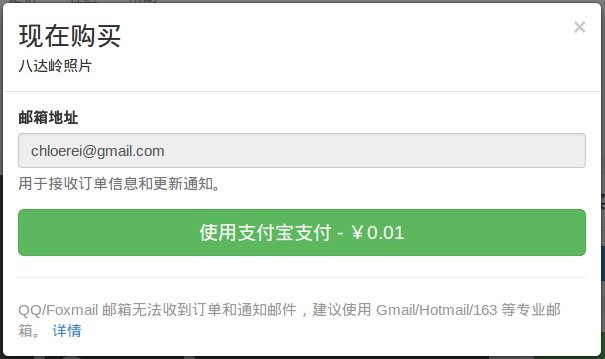 现在购买
×
八达岭照片
邮箱地址
chloerei@gmail.com
用于接收订单信息和更新通知。
使用支付宝支付 - ￥0.01
QQ/Foxmail 邮箱无法收到订单和通知邮件，建议使用 Gmail/Hotmail/163 等专业邮
箱。 详情